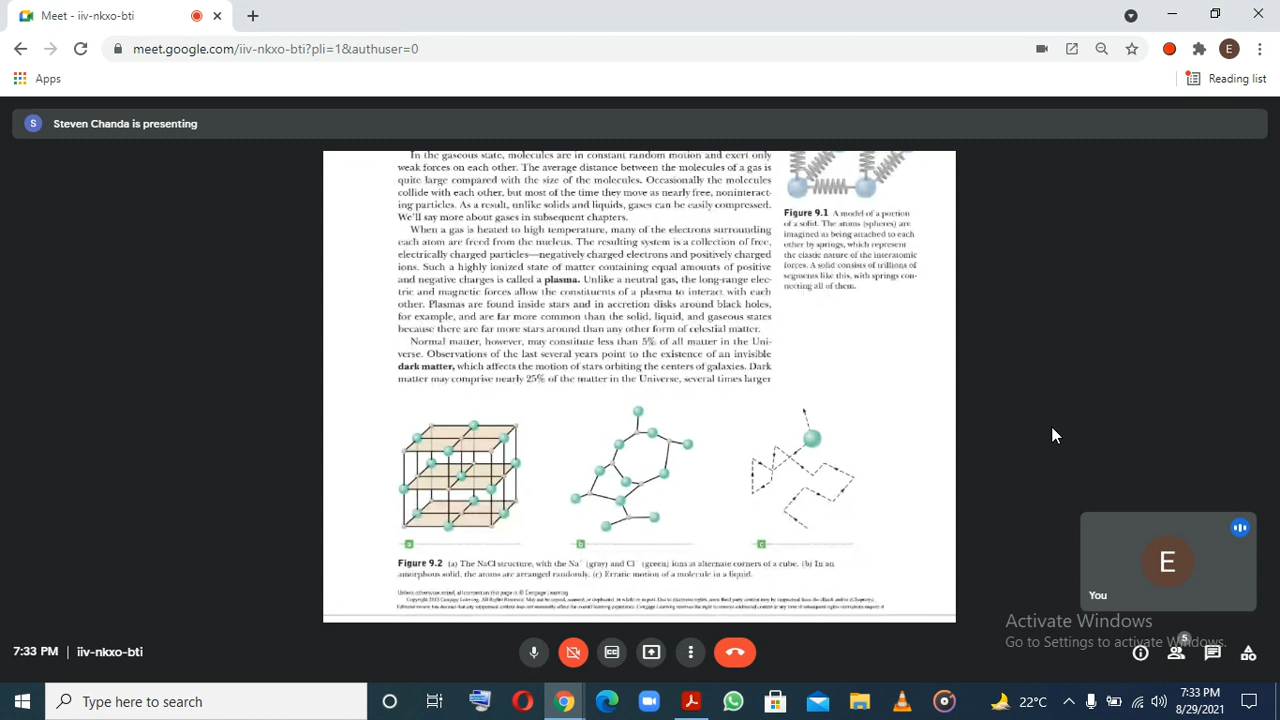 Meet - iiv-nkxo-bti
meet.google.com/iiv-nkxo-bti?pli=1&authuser=0
E
Apps
Reading list
S
Steven Chanda is presenting
In the gaseous state, molecules are in constant random motion and exert only
weak forces on each other. The average distance between the molecules of a gas is
quite large compared with the size of the molecules. Occasionally the molecules
collide with each other, but most of the time they move as nearly free, noninteract-
ing particles. As a result, unlike solids and liquids, gases can be easily compressed.
We'll say more about gases in subsequent chapters.
When a gas is heated to high temperature, many of the electrons surrounding
each atom are freed from the nucleus. The resulting system is a collection of free,
electrically charged particles—negatively charged electrons and positively charged
ions. Such a highly ionized state of matter containing equal amounts of positive
and negative charges is called a plasma. Unlike a neutral gas, the long-range elec-
tric and magnetic forces allow the constituents of a plasma to interact with each
other. Plasmas are found inside stars and in accretion disks around black holes,
for example, and are far more common than the solid, liquid, and gaseous states
because there are far more stars around than any other form of celestial matter.
Normal matter, however, may constitute less than 5% of all matter in the Uni-
verse. Observations of the last several years point to the existence of an invisible
dark matter, which affects the motion of stars orbiting the centers of galaxies. Dark
matter may comprise nearly 25% of the matter in the Universe, several times larger
Figure 9.1 A model of a portion
of a solid. The atoms (spheres) are
imagined as being attached to each
other by springs, which represent
the elastic nature of the interatomic
forces. A solid consists of trillions of
segments like this, with springs con-
necting all of them.
a
b
c
Figure 9.2 (a) The NaCl structure, with the Na+ (gray) and Cl− (green) ions at alternate corners of a cube. (b) In an
amorphous solid, the atoms are arranged randomly. (c) Erratic motion of a molecule in a liquid.
Unless otherwise noted, all content on this page is © Cengage Learning
E
You
Activate Windows
Go to Settings to activate Windows.
7:33 PM | iiv-nkxo-bti
5
Type here to search
22°C
7:33 PM
8/29/2021